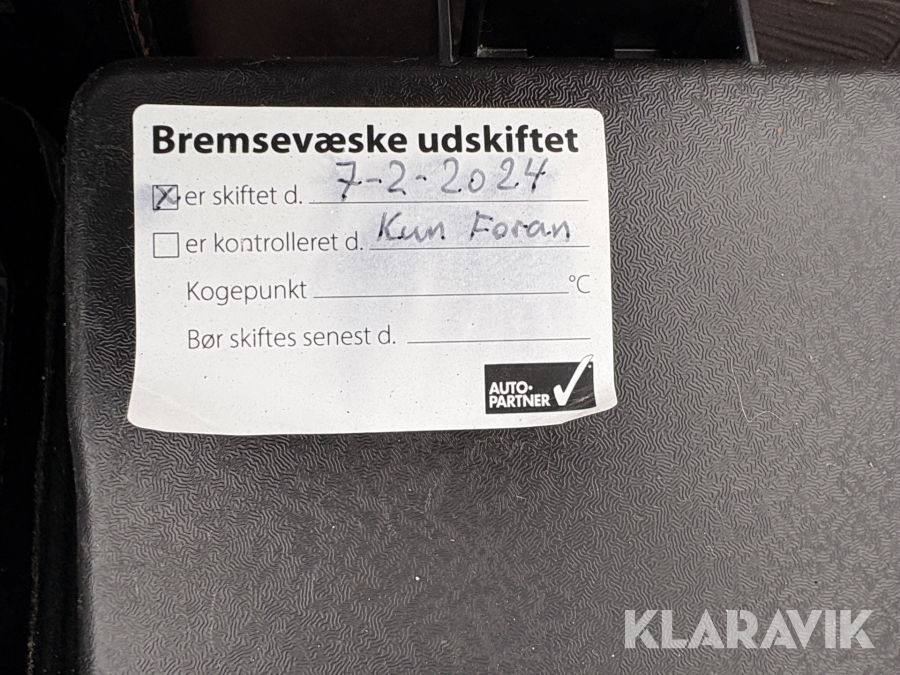 Bremsevæske udskiftet
X er skiftet d. 7-2-2024
er kontrolleret d. Kun Foran
Kogepunkt °C
Bør skiftes senest d.
AUTO-
PARTNER
KLARAVIK